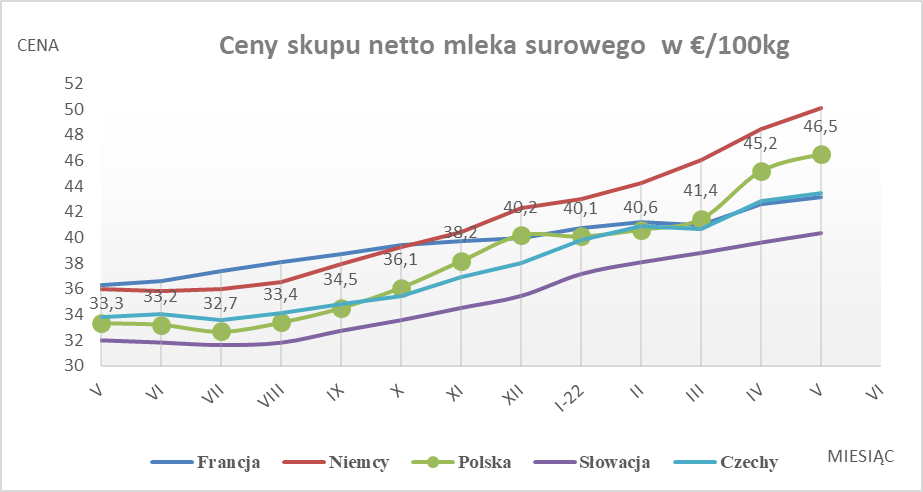 CENA
Ceny skupu netto mleka surowego w €/100kg
52
50
48
46
44
42
40
38
36
34
32
30
33,3
33,2
32,7
33,4
34,5
36,1
38,2
40,2
40,1
40,6
41,4
45,2
46,5
V
VI
VII
VIII
IX
X
XI
XII
I-22
II
III
IV
V
VI
MIESIĄC
Francja
Niemcy
Polska
Słowacja
Czechy